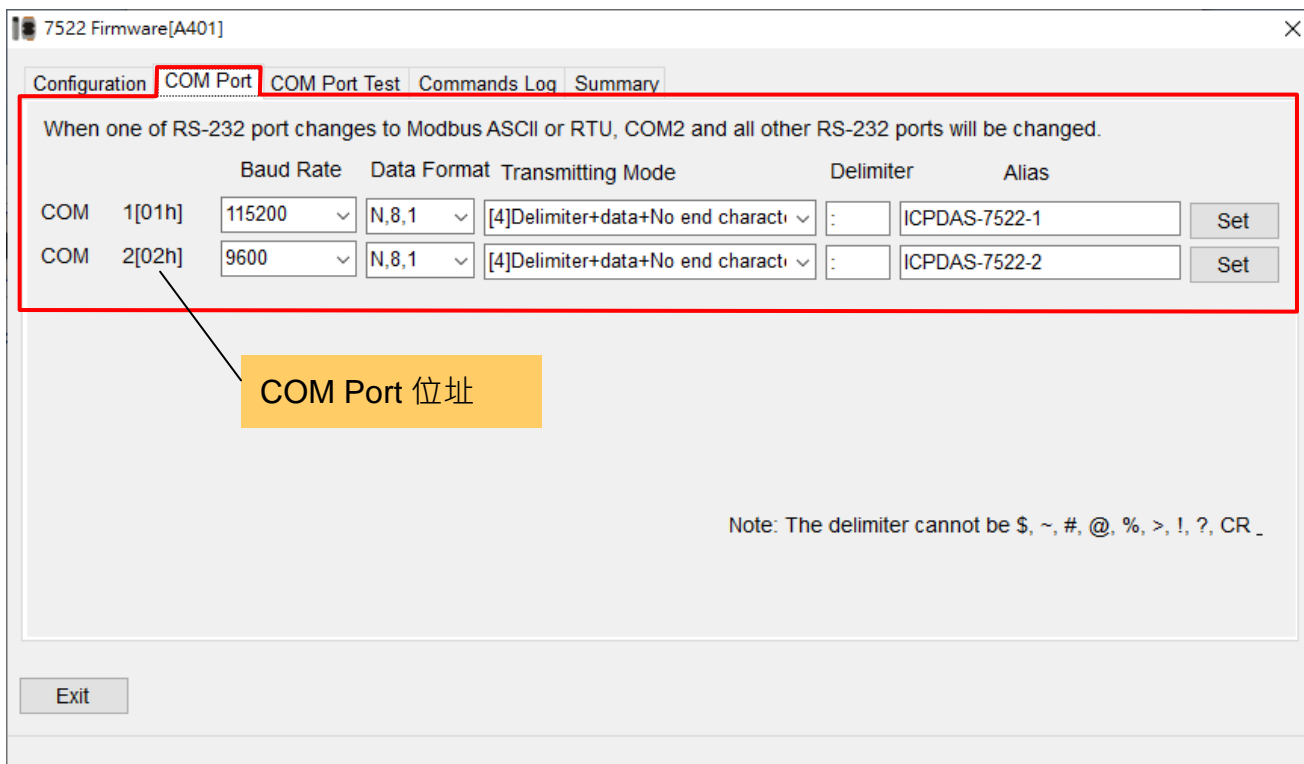 7522 Firmware[A401]
Configuration COM Port COM Port Test Commands Log Summary
When one of RS-232 port changes to Modbus ASCII or RTU, COM2 and all other RS-232 ports will be changed.
Baud Rate Data Format Transmitting Mode Delimiter Alias
COM 1[01h] 115200 N,8,1 [4]Delimiter+data+No end charact : ICPDAS-7522-1 Set
COM 2[02h] 9600 N,8,1 [4]Delimiter+data+No end charact : ICPDAS-7522-2 Set
COM Port 位址
Note: The delimiter cannot be $, ~, #, @, %, >, !, ?, CR _
Exit